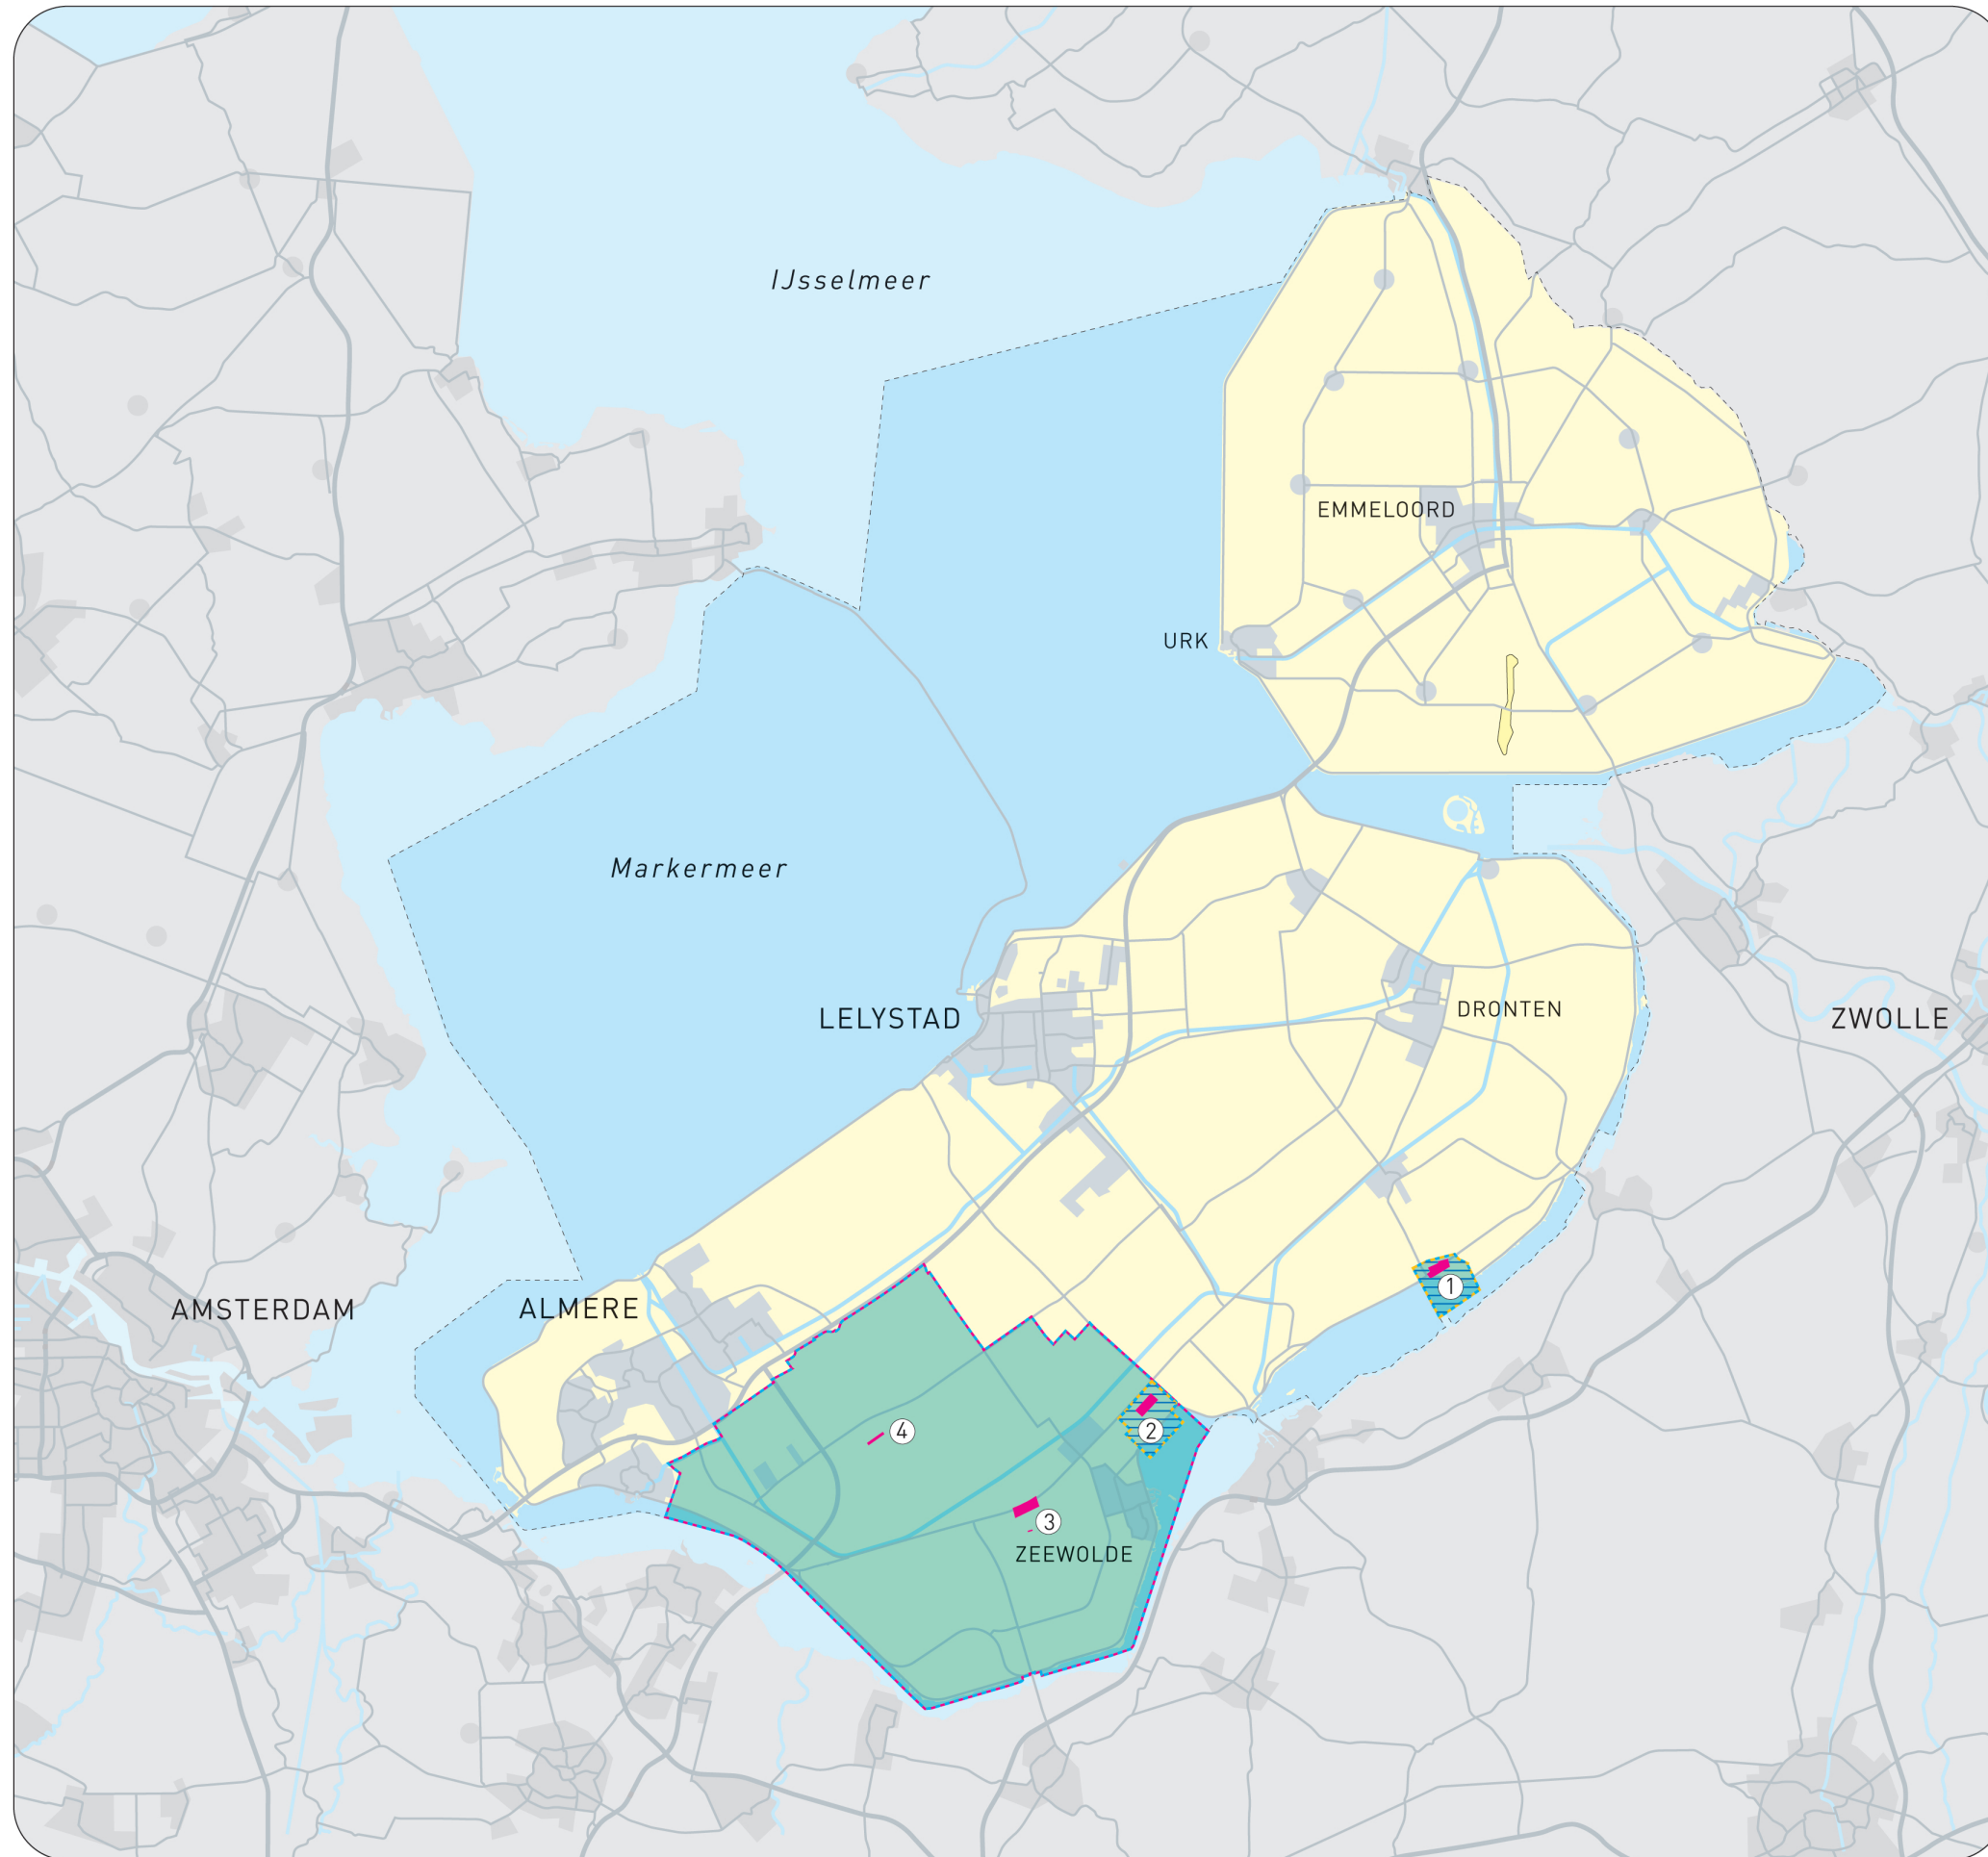 IJsselmeer
EMMELOORD
URK
Markermeer
LELYSTAD
DRONTEN
ZWOLLE
1
AMSTERDAM
ALMERE
2
4
3
ZEEWOLDE